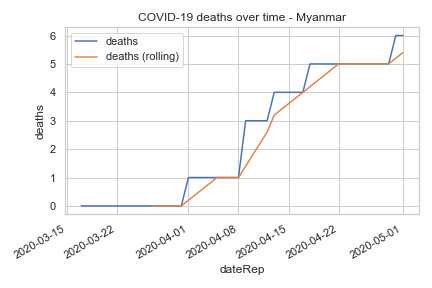 COVID-19 deaths over time - Myanmar
deaths
deaths (rolling)
6
5
4
3
2
1
0
deaths
2020-03-15
2020-03-22
2020-04-01
2020-04-08
2020-04-15
2020-04-22
2020-05-01
dateRep